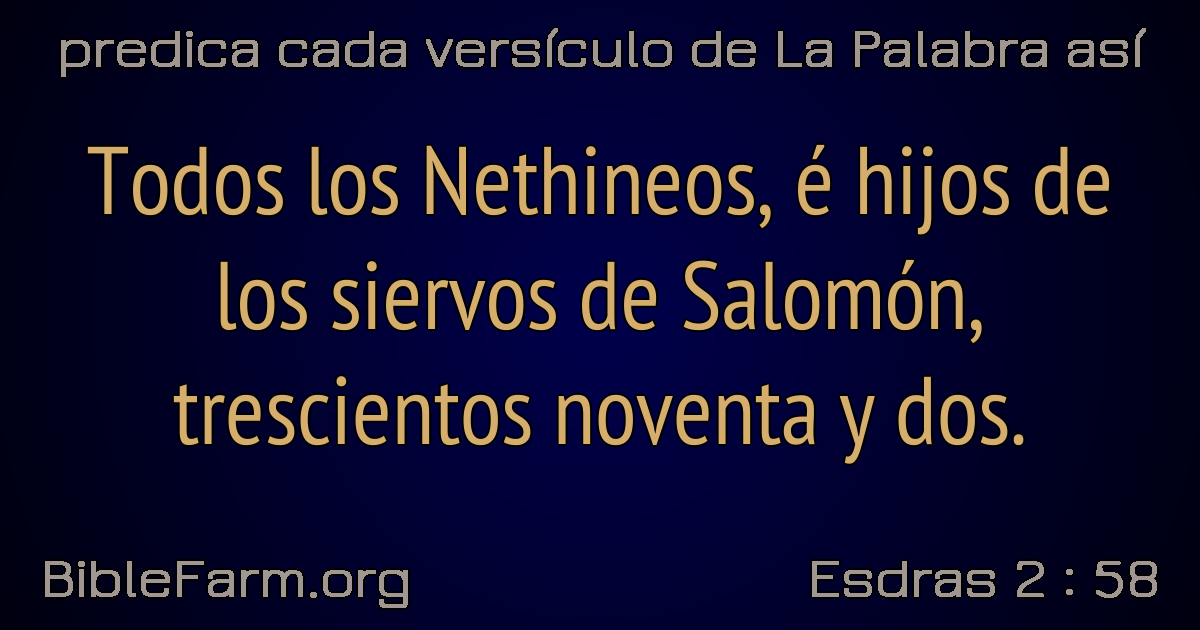 predica cada versículo de La Palabra así
Todos los Nethineos, é hijos de
los siervos de Salomón,
trescientos noventa y dos.
BibleFarm.org
Esdras 2 : 58